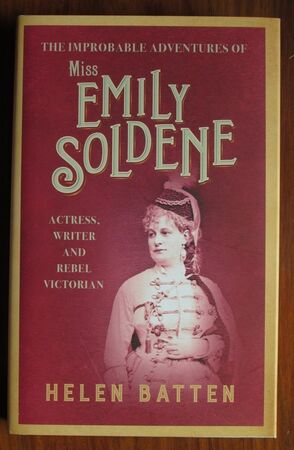 THE IMPROBABLE ADVENTURES OF
Miss
EMILY
SOLDENE
ACTRESS,
WRITER
AND
REBEL
VICTORIAN
HELEN BATTEN